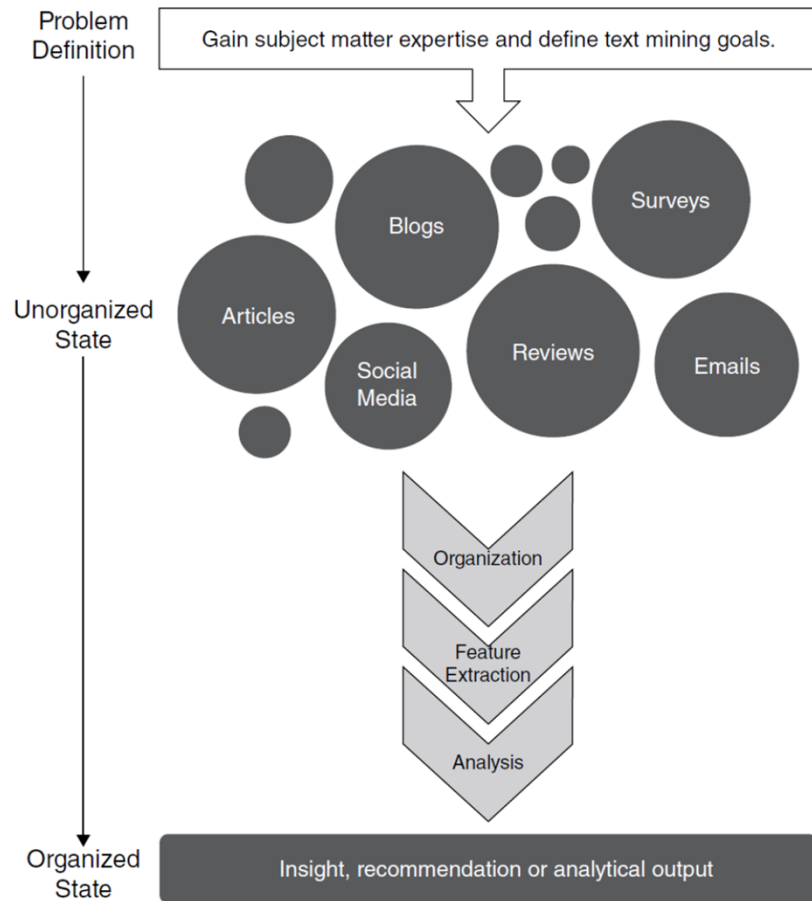 Problem
Definition
Gain subject matter expertise and define text mining goals.
Blogs
Surveys
Articles
Unorganized
State
Social
Media
Reviews
Emails
Organization
Feature
Extraction
Analysis
Organized
State
Insight, recommendation or analytical output